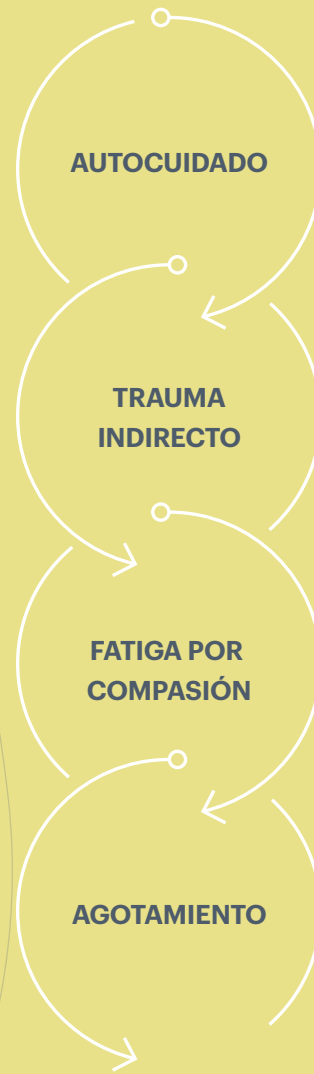 AUTOCUIDADO
TRAUMA
INDIRECTO
FATIGA POR
COMPASIÓN
AGOTAMIENTO